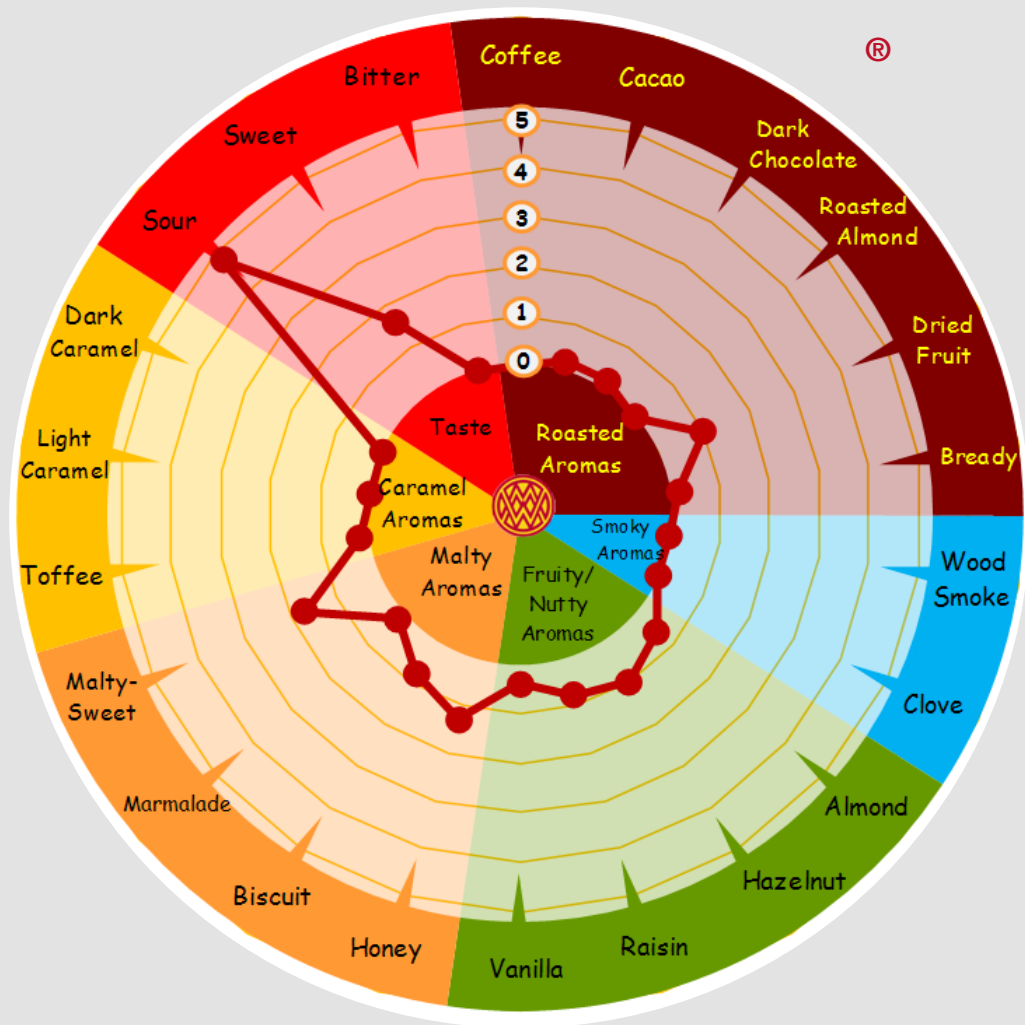 ®
Coffee
Cacao
Dark
Chocolate
Roasted
Almond
Dried
Fruit
Bready
Wood
Smoke
Clove
Almond
Hazelnut
Raisin
Vanilla
Honey
Biscuit
Marmalade
Malty-
Sweet
Toffee
Light
Caramel
Dark
Caramel
Sour
Sweet
Bitter
5
4
3
2
1
0
Taste
Roasted
Aromas
Caramel
Aromas
Smoky
Aromas
Malty
Aromas
Fruity/
Nutty
Aromas